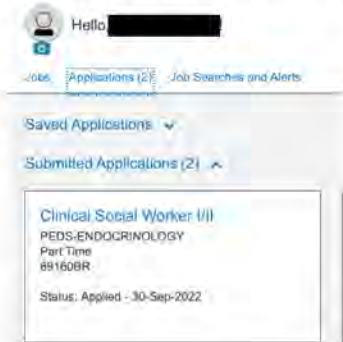 Hello,
Jobs Applications (2) Job Searches and Alerts
Saved Applications
Submitted Applications (2)
Clinical Social Worker I/II
PEDS-ENDOCRINOLOGY
Part Time
69160BR
Status: Applied - 30-Sep-2022